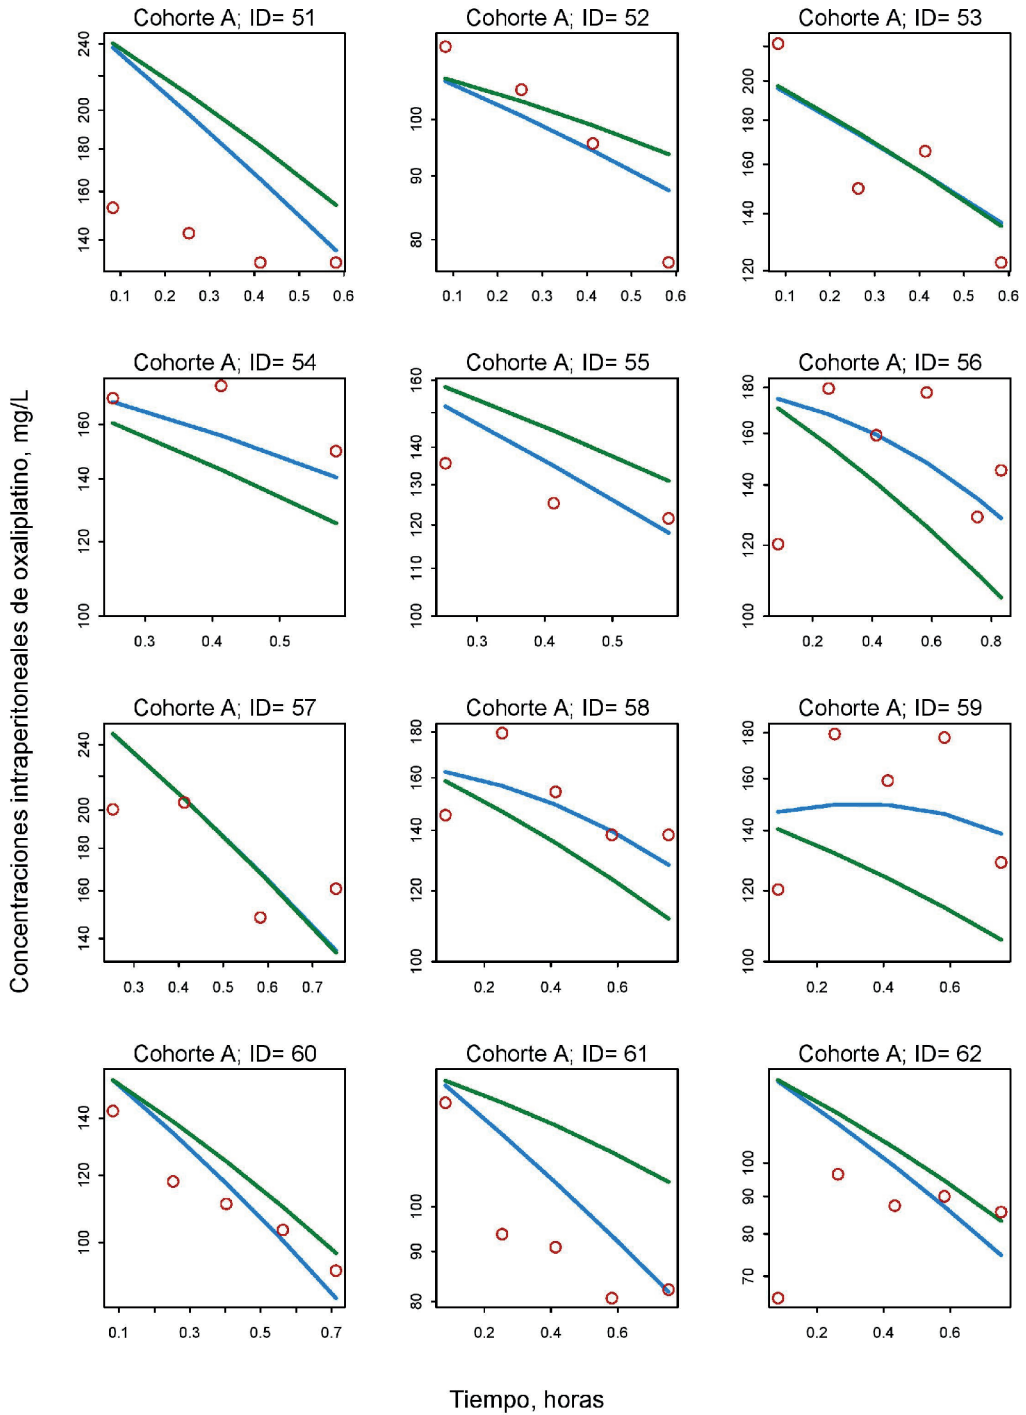 Cohorte A; ID= 51
240
200
180
160
140
0.1 0.2 0.3 0.4 0.5 0.6
Cohorte A; ID= 52
100
90
80
0.1 0.2 0.3 0.4 0.5 0.6
Cohorte A; ID= 53
200
180
160
140
120
0.1 0.2 0.3 0.4 0.5 0.6
Cohorte A; ID= 54
160
140
120
100
0.3 0.4 0.5
Cohorte A; ID= 55
160
140
130
120
110
100
0.3 0.4 0.5
Cohorte A; ID= 56
180
160
140
120
100
0.2 0.4 0.6 0.8
Cohorte A; ID= 57
240
200
180
160
140
0.3 0.4 0.5 0.6 0.7
Cohorte A; ID= 58
180
160
140
120
100
0.2 0.4 0.6
Cohorte A; ID= 59
180
160
140
120
100
0.2 0.4 0.6
Cohorte A; ID= 60
140
120
100
0.1 0.3 0.5 0.7
Cohorte A; ID= 61
100
90
80
0.2 0.4 0.6
Cohorte A; ID= 62
100
90
80
70
0.2 0.4 0.6
Concentraciones intraperitoneales de oxaliplatino, mg/L
Tiempo, horas